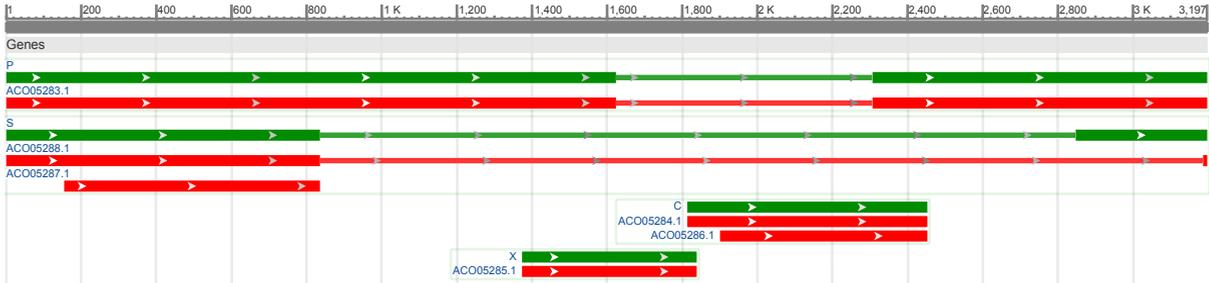 1 200 400 600 800 1 K 1,200 1,400 1,600 1,800 2 K 2,200 2,400 2,600 2,800 3 K 3,197
Genes
P
ACO05283.1
S
ACO05288.1
ACO05287.1
C
ACO05284.1
ACO05286.1
X
ACO05285.1